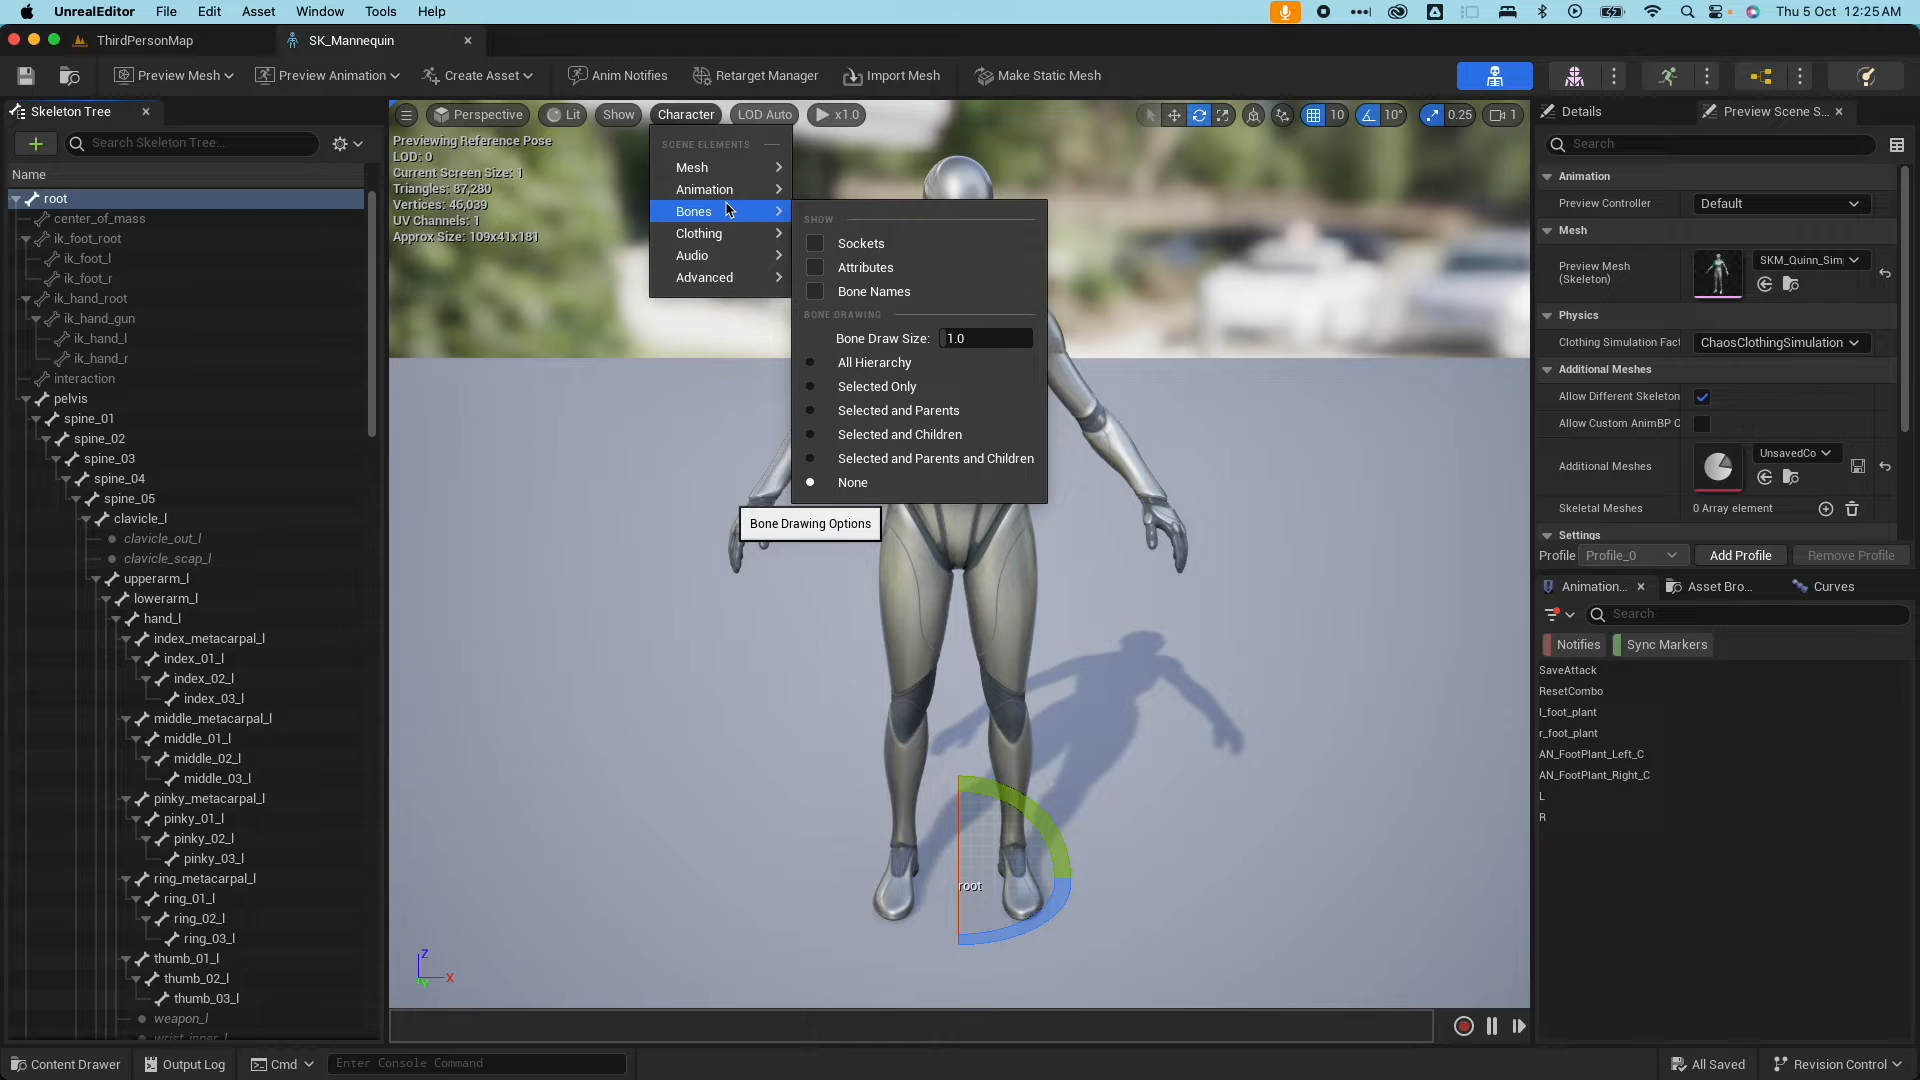 UnrealEditor File Edit Asset Window Tools Help
Thu 5 Oct 12:25 AM
ThirdPersonMap
SK_Mannequin
Preview Mesh
Preview Animation
Create Asset
Anim Notifies
Retarget Manager
Import Mesh
Make Static Mesh
Skeleton Tree
Search Skeleton Tree...
Name
root
center_of_mass
ik_foot_root
ik_foot_l
ik_foot_r
ik_hand_root
ik_hand_gun
ik_hand_l
ik_hand_r
interaction
pelvis
spine_01
spine_02
spine_03
spine_04
spine_05
clavicle_l
clavicle_out_l
clavicle_scap_l
upperarm_l
lowerarm_l
hand_l
index_metacarpal_l
index_01_l
index_02_l
index_03_l
middle_metacarpal_l
middle_01_l
middle_02_l
middle_03_l
pinky_metacarpal_l
pinky_01_l
pinky_02_l
pinky_03_l
ring_metacarpal_l
ring_01_l
ring_02_l
ring_03_l
thumb_01_l
thumb_02_l
thumb_03_l
weapon_l
wrist_inner_l
Perspective
Lit
Show
Character
LOD Auto
x1.0
10
10°
0.25
1
Previewing Reference Pose
LOD: 0
Current Screen Size: 1
Triangles: 87,280
Vertices: 46,039
UV Channels: 1
Approx Size: 109x41x181
SCENE ELEMENTS
Mesh
Animation
Bones
Clothing
Audio
Advanced
SHOW
Sockets
Attributes
Bone Names
BONE DRAWING
Bone Draw Size: 1.0
All Hierarchy
Selected Only
Selected and Parents
Selected and Children
Selected and Parents and Children
None
Bone Drawing Options
root
Z
X
Y
Details
Preview Scene S...
Search
Animation
Preview Controller
Default
Mesh
Preview Mesh
(Skeleton)
SKM_Quinn_Sim
Physics
Clothing Simulation Fact
ChaosClothingSimulation
Additional Meshes
Allow Different Skeleton
Allow Custom AnimBP C
Additional Meshes
UnsavedCo
Skeletal Meshes
0 Array element
Settings
Profile
Profile_0
Add Profile
Remove Profile
Animation...
Asset Bro...
Curves
Search
Notifies
Sync Markers
SaveAttack
ResetCombo
l_foot_plant
r_foot_plant
AN_FootPlant_Left_C
AN_FootPlant_Right_C
L
R
Content Drawer
Output Log
Cmd
Enter Console Command
All Saved
Revision Control